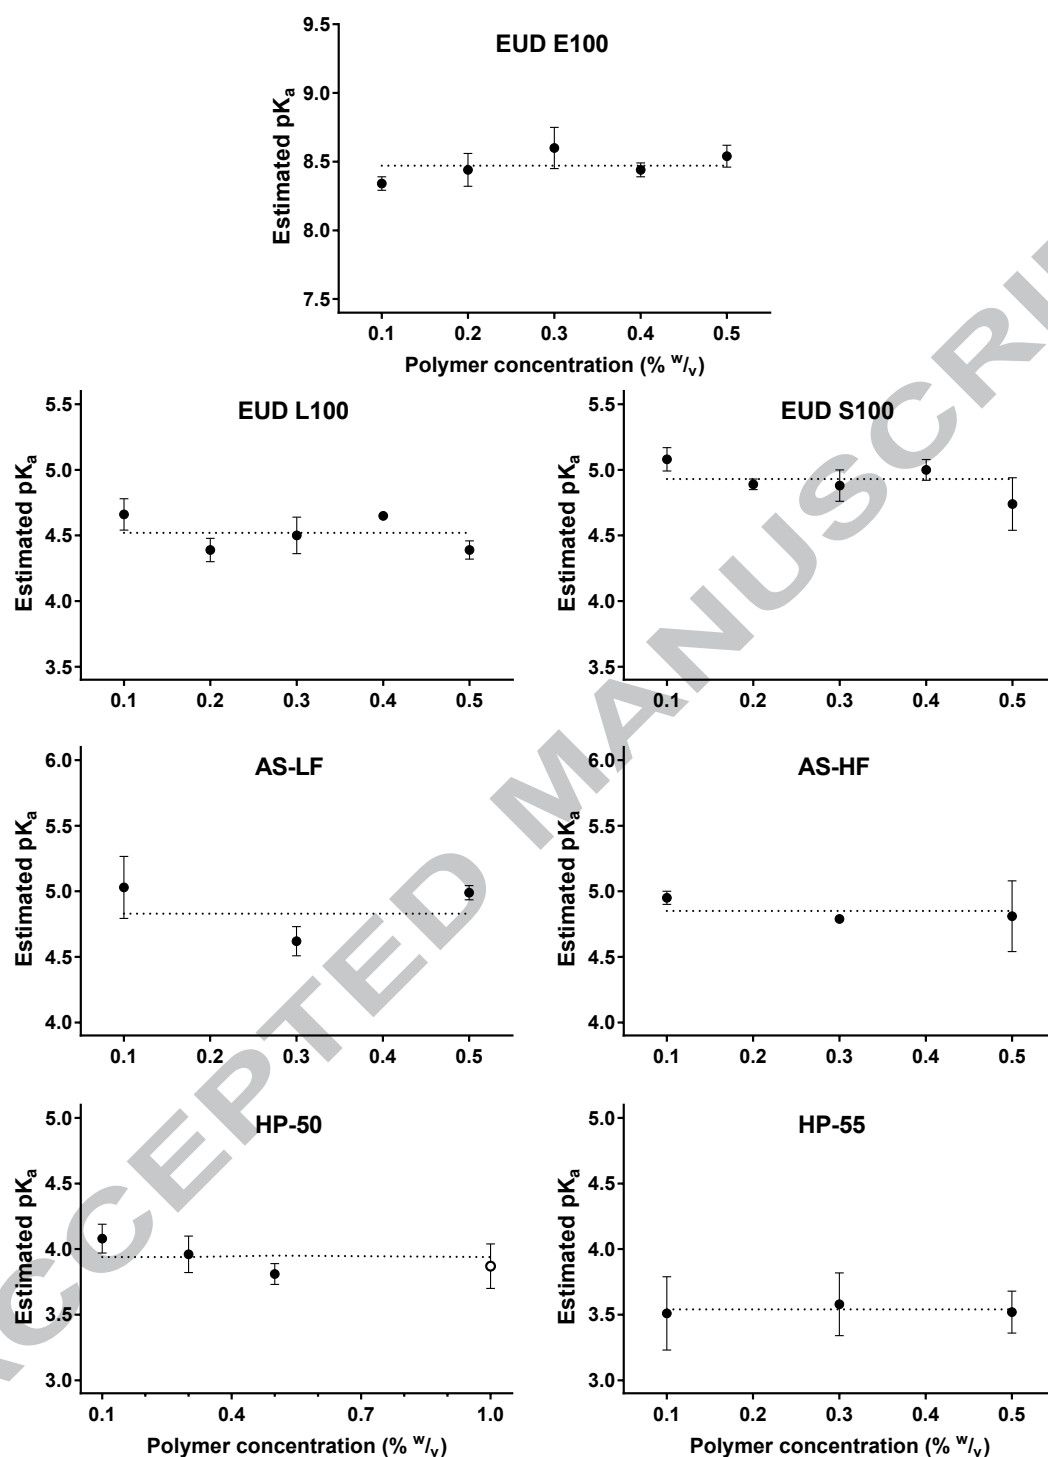 EUD E100
Estimated pKa
9.5
9.0
8.5
8.0
7.5
0.1 0.2 0.3 0.4 0.5
Polymer concentration (% w/v)
EUD L100
Estimated pKa
5.5
5.0
4.5
4.0
3.5
0.1 0.2 0.3 0.4 0.5
EUD S100
Estimated pKa
5.5
5.0
4.5
4.0
3.5
0.1 0.2 0.3 0.4 0.5
AS-LF
Estimated pKa
6.0
5.5
5.0
4.5
4.0
0.1 0.2 0.3 0.4 0.5
AS-HF
Estimated pKa
6.0
5.5
5.0
4.5
4.0
0.1 0.2 0.3 0.4 0.5
HP-50
Estimated pKa
5.0
4.5
4.0
3.5
3.0
0.1 0.4 0.7 1.0
Polymer concentration (% w/v)
HP-55
Estimated pKa
5.0
4.5
4.0
3.5
3.0
0.1 0.2 0.3 0.4 0.5
Polymer concentration (% w/v)
ACCEPTED MANUSCRI